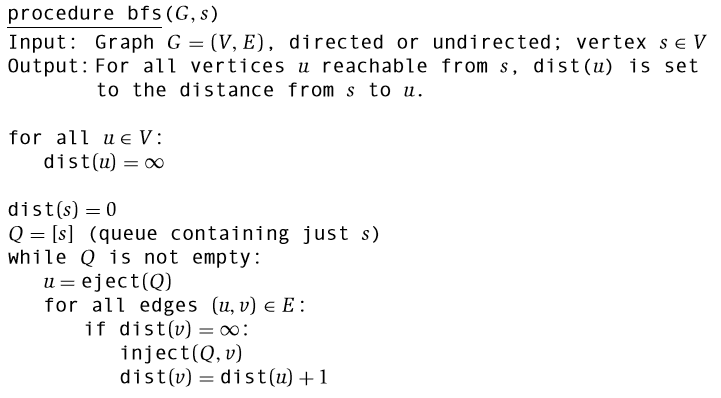 procedure bfs(G, s)
Input: Graph G = (V, E), directed or undirected; vertex s ∈ V
Output: For all vertices u reachable from s, dist(u) is set
to the distance from s to u.
for all u ∈ V:
dist(u) = ∞
dist(s) = 0
Q = [s] (queue containing just s)
while Q is not empty:
u = eject(Q)
for all edges (u, v) ∈ E:
if dist(v) = ∞:
inject(Q, v)
dist(v) = dist(u) + 1